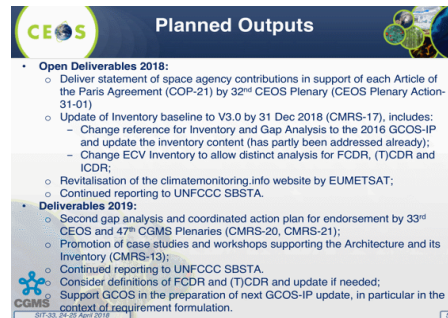 CEOS
Planned Outputs
• Open Deliverables 2018:
o Deliver statement of space agency contributions in support of each Article of
the Paris Agreement (COP-21) by 32nd CEOS Plenary (CEOS Plenary Action-
31-01)
o Update of Inventory baseline to V3.0 by 31 Dec 2018 (CMRS-17), includes:
– Change reference for Inventory and Gap Analysis to the 2016 GCOS-IP
and update the inventory content (has partly been addressed already);
– Change ECV Inventory to allow distinct analysis for FCDR, (T)CDR and
ICDR;
o Revitalisation of the climatemonitoring.info website by EUMETSAT;
o Continued reporting to UNFCCC SBSTA.
• Deliverables 2019:
o Second gap analysis and coordinated action plan for endorsement by 33rd
CEOS and 47th CGMS Plenaries (CMRS-20, CMRS-21);
o Promotion of case studies and workshops supporting the Architecture and its
Inventory (CMRS-13);
o Continued reporting to UNFCCC SBSTA.
o Consider definitions of FCDR and (T)CDR and update if needed;
o Support GCOS in the preparation of next GCOS-IP update, in particular in the
context of requirement formulation.
CGMS
SIT-33, 24-25 April 2018